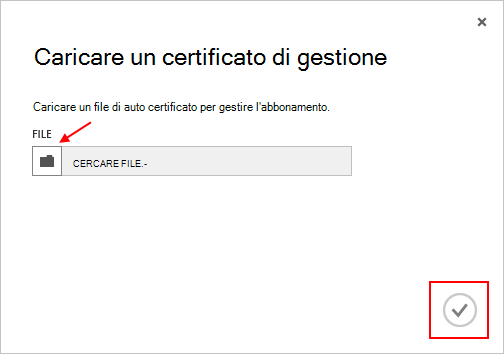 Caricare un certificato di gestione
Caricare un file di auto certificato per gestire l'abbonamento.
FILE
CERCARE FILE.-